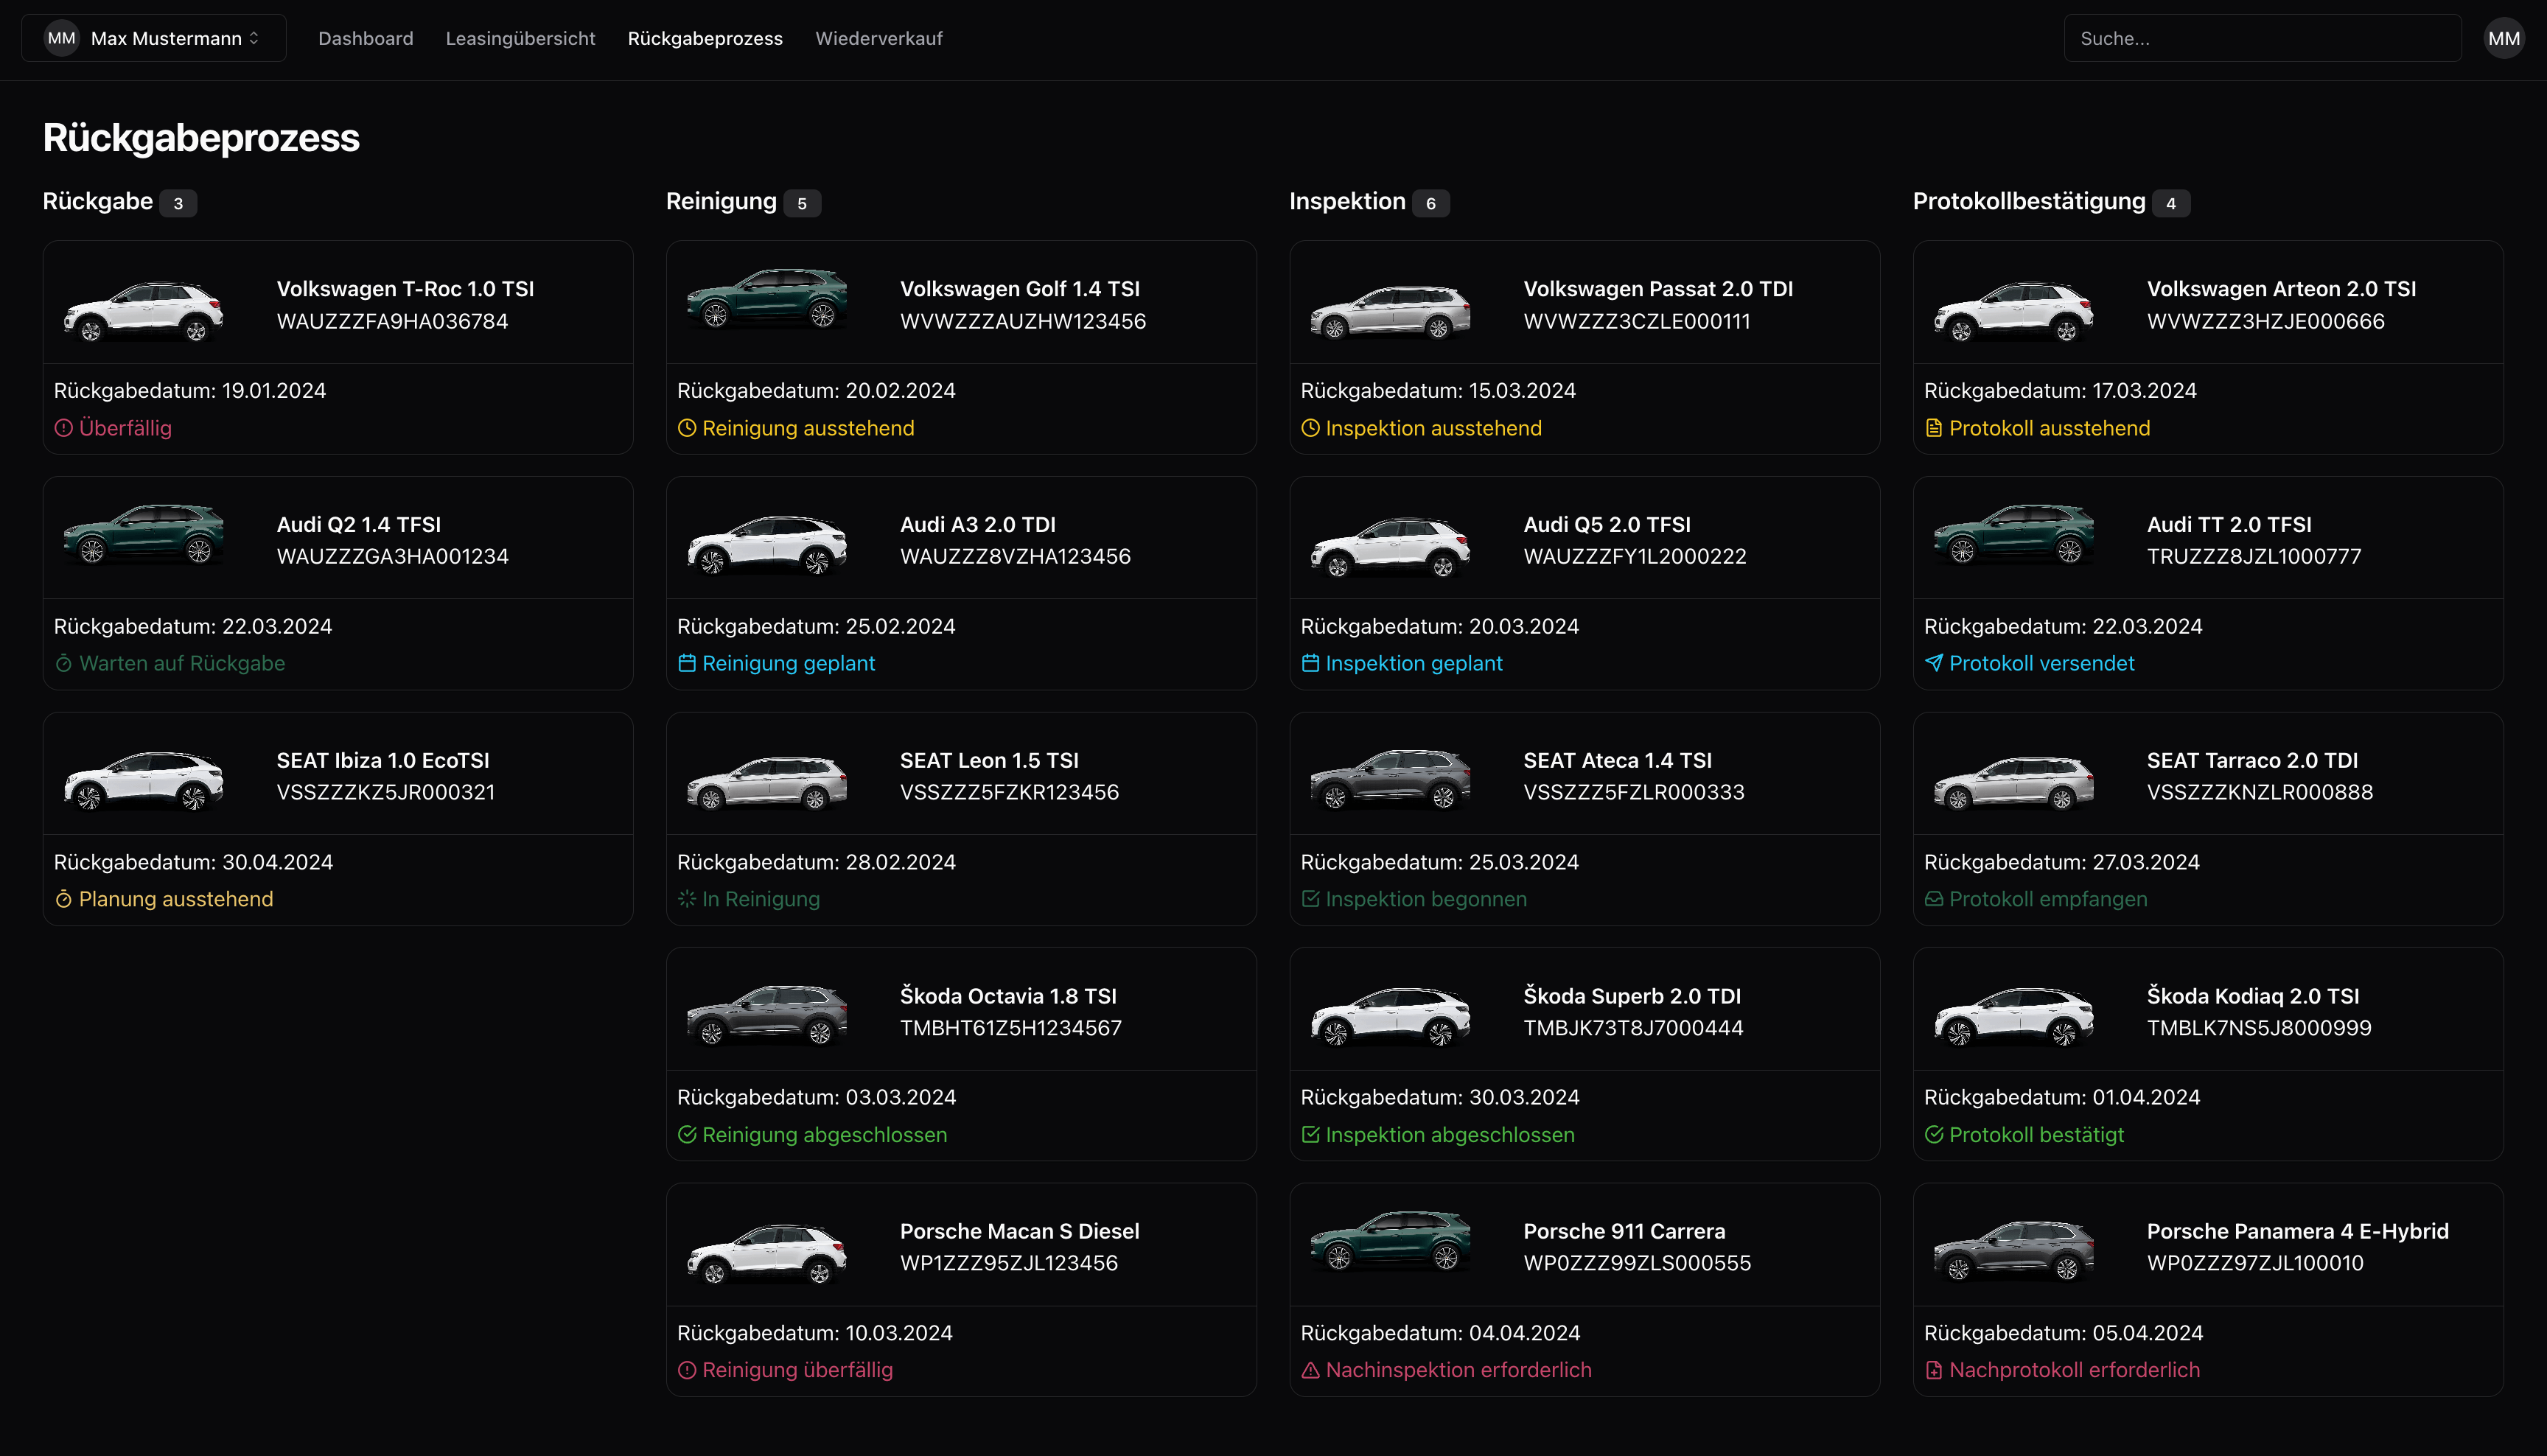 MM Max Mustermann Dashboard Leasingübersicht Rückgabeprozess Wiederverkauf Suche... MM
Rückgabeprozess
Rückgabe 3
Volkswagen T-Roc 1.0 TSI
WAUZZZFA9HA036784
Rückgabedatum: 19.01.2024
Überfällig
Audi Q2 1.4 TFSI
WAUZZZGA3HA001234
Rückgabedatum: 22.03.2024
Warten auf Rückgabe
SEAT Ibiza 1.0 EcoTSI
VSSZZZKZ5JR000321
Rückgabedatum: 30.04.2024
Planung ausstehend
Reinigung 5
Volkswagen Golf 1.4 TSI
WVWZZZAUZHW123456
Rückgabedatum: 20.02.2024
Reinigung ausstehend
Audi A3 2.0 TDI
WAUZZZ8VZHA123456
Rückgabedatum: 25.02.2024
Reinigung geplant
SEAT Leon 1.5 TSI
VSSZZZ5FZKR123456
Rückgabedatum: 28.02.2024
In Reinigung
Škoda Octavia 1.8 TSI
TMBHT61Z5H1234567
Rückgabedatum: 03.03.2024
Reinigung abgeschlossen
Porsche Macan S Diesel
WP1ZZZ95ZJL123456
Rückgabedatum: 10.03.2024
Reinigung überfällig
Inspektion 6
Volkswagen Passat 2.0 TDI
WVWZZZ3CZLE000111
Rückgabedatum: 15.03.2024
Inspektion ausstehend
Audi Q5 2.0 TFSI
WAUZZZFY1L2000222
Rückgabedatum: 20.03.2024
Inspektion geplant
SEAT Ateca 1.4 TSI
VSSZZZ5FZLR000333
Rückgabedatum: 25.03.2024
Inspektion begonnen
Škoda Superb 2.0 TDI
TMBJK73T8J7000444
Rückgabedatum: 30.03.2024
Inspektion abgeschlossen
Porsche 911 Carrera
WP0ZZZ99ZLS000555
Rückgabedatum: 04.04.2024
Nachinspektion erforderlich
Protokollbestätigung 4
Volkswagen Arteon 2.0 TSI
WVWZZZ3HZJE000666
Rückgabedatum: 17.03.2024
Protokoll ausstehend
Audi TT 2.0 TFSI
TRUZZZ8JZL1000777
Rückgabedatum: 22.03.2024
Protokoll versendet
SEAT Tarraco 2.0 TDI
VSSZZZKNZLR000888
Rückgabedatum: 27.03.2024
Protokoll empfangen
Škoda Kodiaq 2.0 TSI
TMBLK7NS5J8000999
Rückgabedatum: 01.04.2024
Protokoll bestätigt
Porsche Panamera 4 E-Hybrid
WP0ZZZ97ZJL100010
Rückgabedatum: 05.04.2024
Nachprotokoll erforderlich